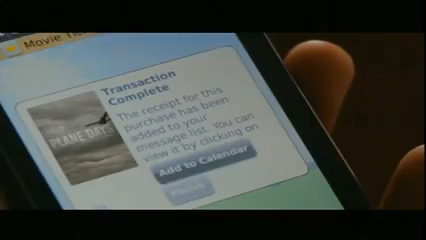 Movie Tic
Transaction
Complete
The receipt for this
purchase has been
added to your
message list. You can
view it by clicking on
PLANE DAYS
Add to Calendar